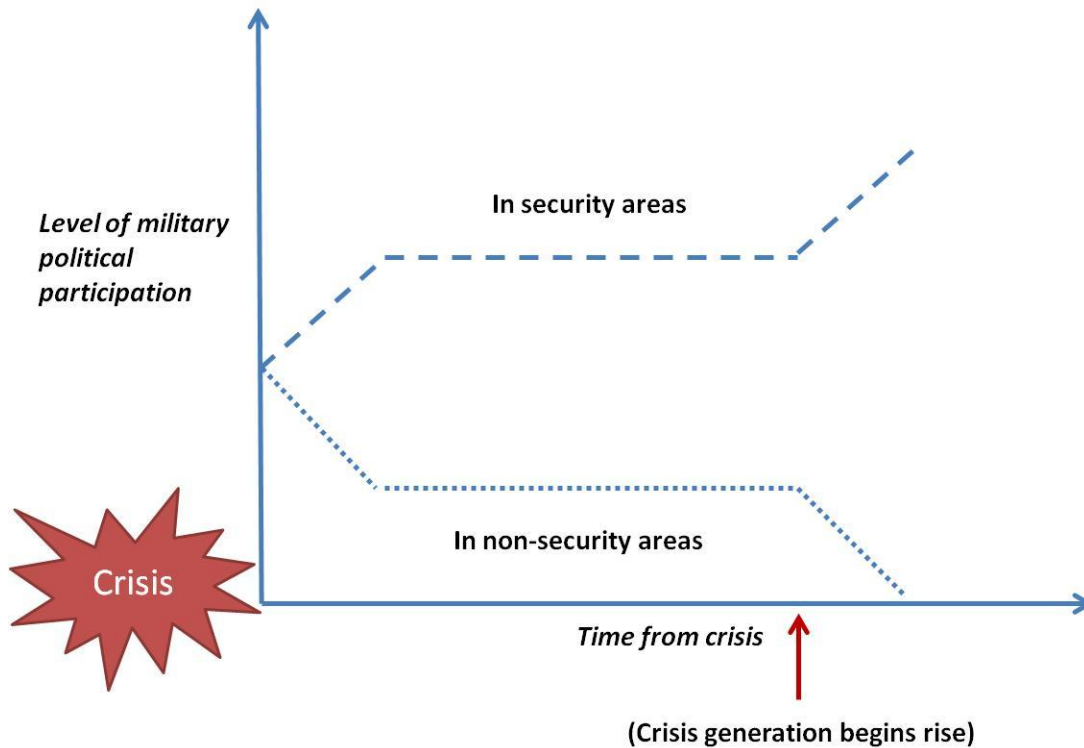 In security areas
Level of military
political
participation
In non-security areas
Crisis
Time from crisis
(Crisis generation begins rise)